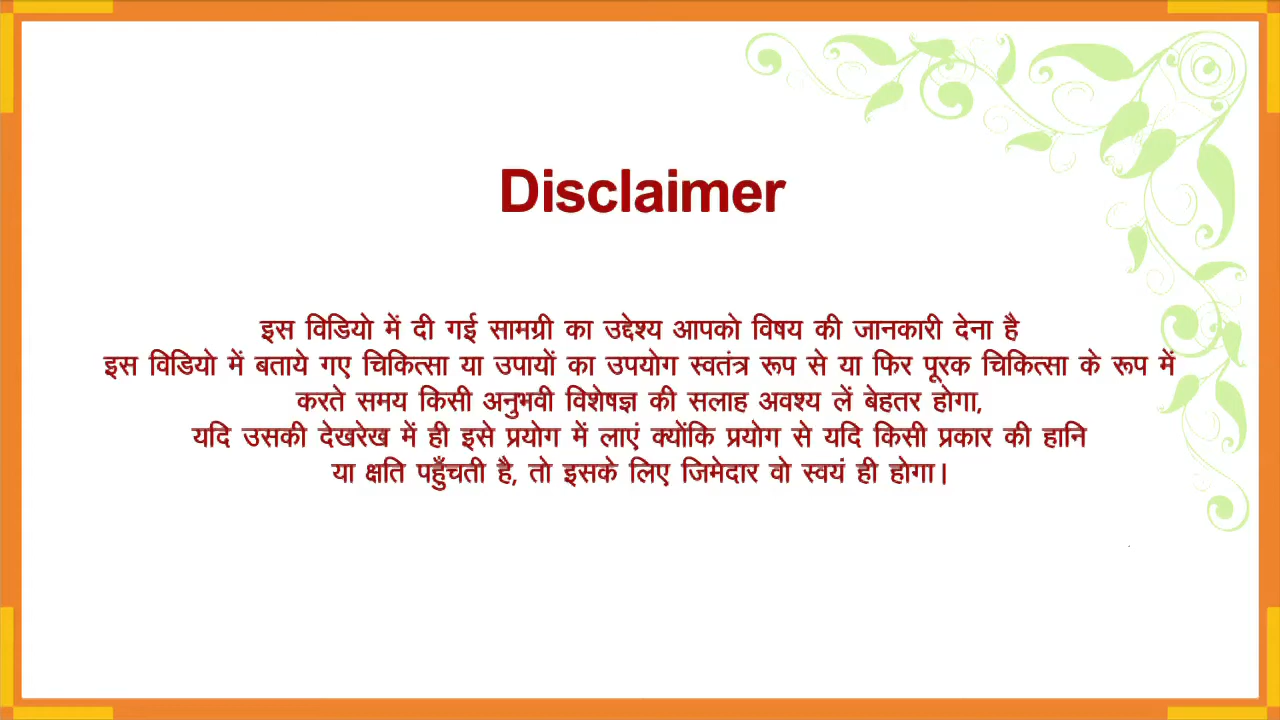 Disclaimer
इस विडियो में दी गई सामग्री का उद्देश्य आपको विषय की जानकारी देना है
इस विडियो में बताये गए चिकित्सा या उपायों का उपयोग स्वतंत्र रूप से या फिर पूरक चिकित्सा के रूप में
करते समय किसी अनुभवी विशेषज्ञ की सलाह अवश्य लें बेहतर होगा,
यदि उसकी देखरेख में ही इसे प्रयोग में लाएं क्योंकि प्रयोग से यदि किसी प्रकार की हानि
या क्षति पहुँचती है, तो इसके लिए जिमेदार वो स्वयं ही होगा।